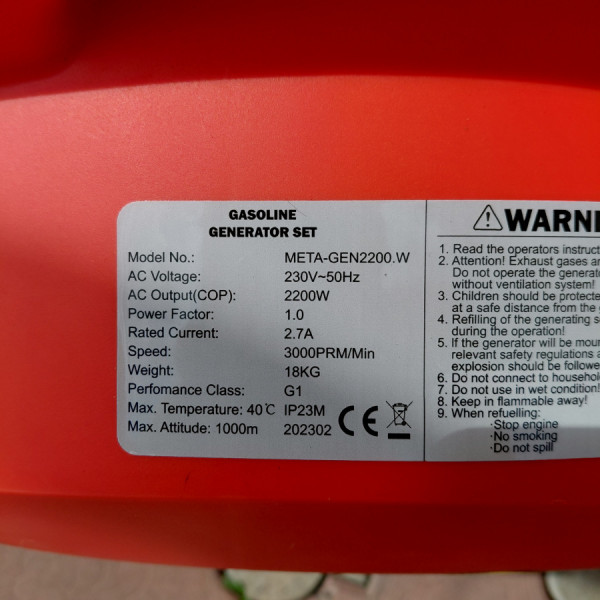 GASOLINE
GENERATOR SET
Model No.: META-GEN2200.W
AC Voltage: 230V~50Hz
AC Output(COP): 2200W
Power Factor: 1.0
Rated Current: 2.7A
Speed: 3000PRM/Min
Weight: 18KG
Perfomance Class: G1
Max. Temperature: 40℃ IP23M
Max. Attitude: 1000m 202302 CE
WARNI
1. Read the operators instruct
2. Attention! Exhaust gases ar
Do not operate the generat
without ventilation system!
3. Children should be protecte
at a safe distance from the
4. Refilling of the generating s
during the operation!
5. If the generator will be mou
relevant safety regulations a
explosion should be followe
6. Do not connect to household
7. Do not use in wet condition!
8. Keep in flammable away!
9. When refuelling:
·Stop engine
·No smoking
·Do not spill